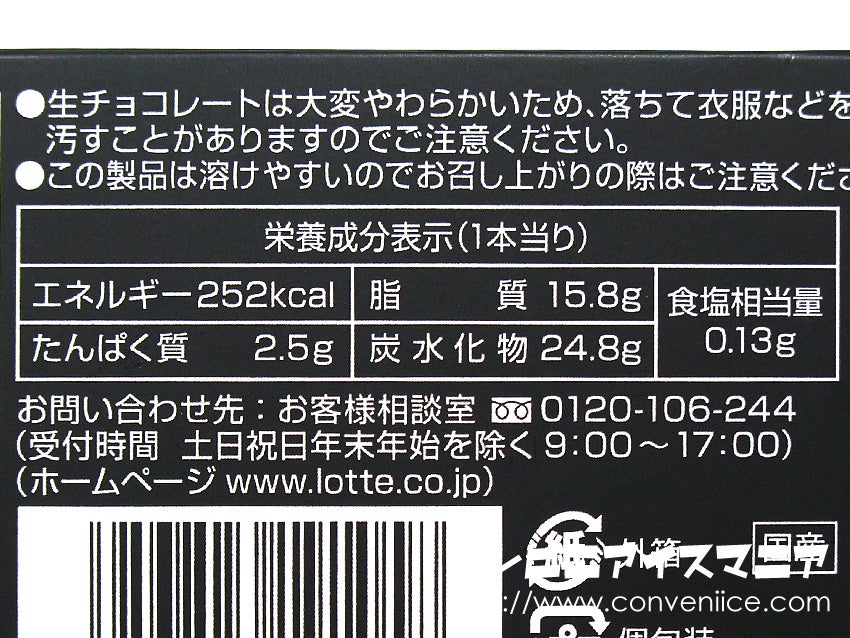 ●生チョコレートは大変やわらかいため、落ちて衣服などを
汚すことがありますのでご注意ください。
●この製品は溶けやすいのでお召し上がりの際はご注意くださ
栄養成分表示(1本当り)
エネルギー252kcal
脂質 15.8g
食塩相当量
0.13g
たんぱく質 2.5g
炭水化物 24.8g
お問い合わせ先：お客様相談室 0120-106-244
(受付時間 土日祝日年末年始を除く9:00～17:00)
(ホームページ www.lotte.co.jp)
紙 外箱
国産
アイスマニア
://www.conveniice.com/
個包装